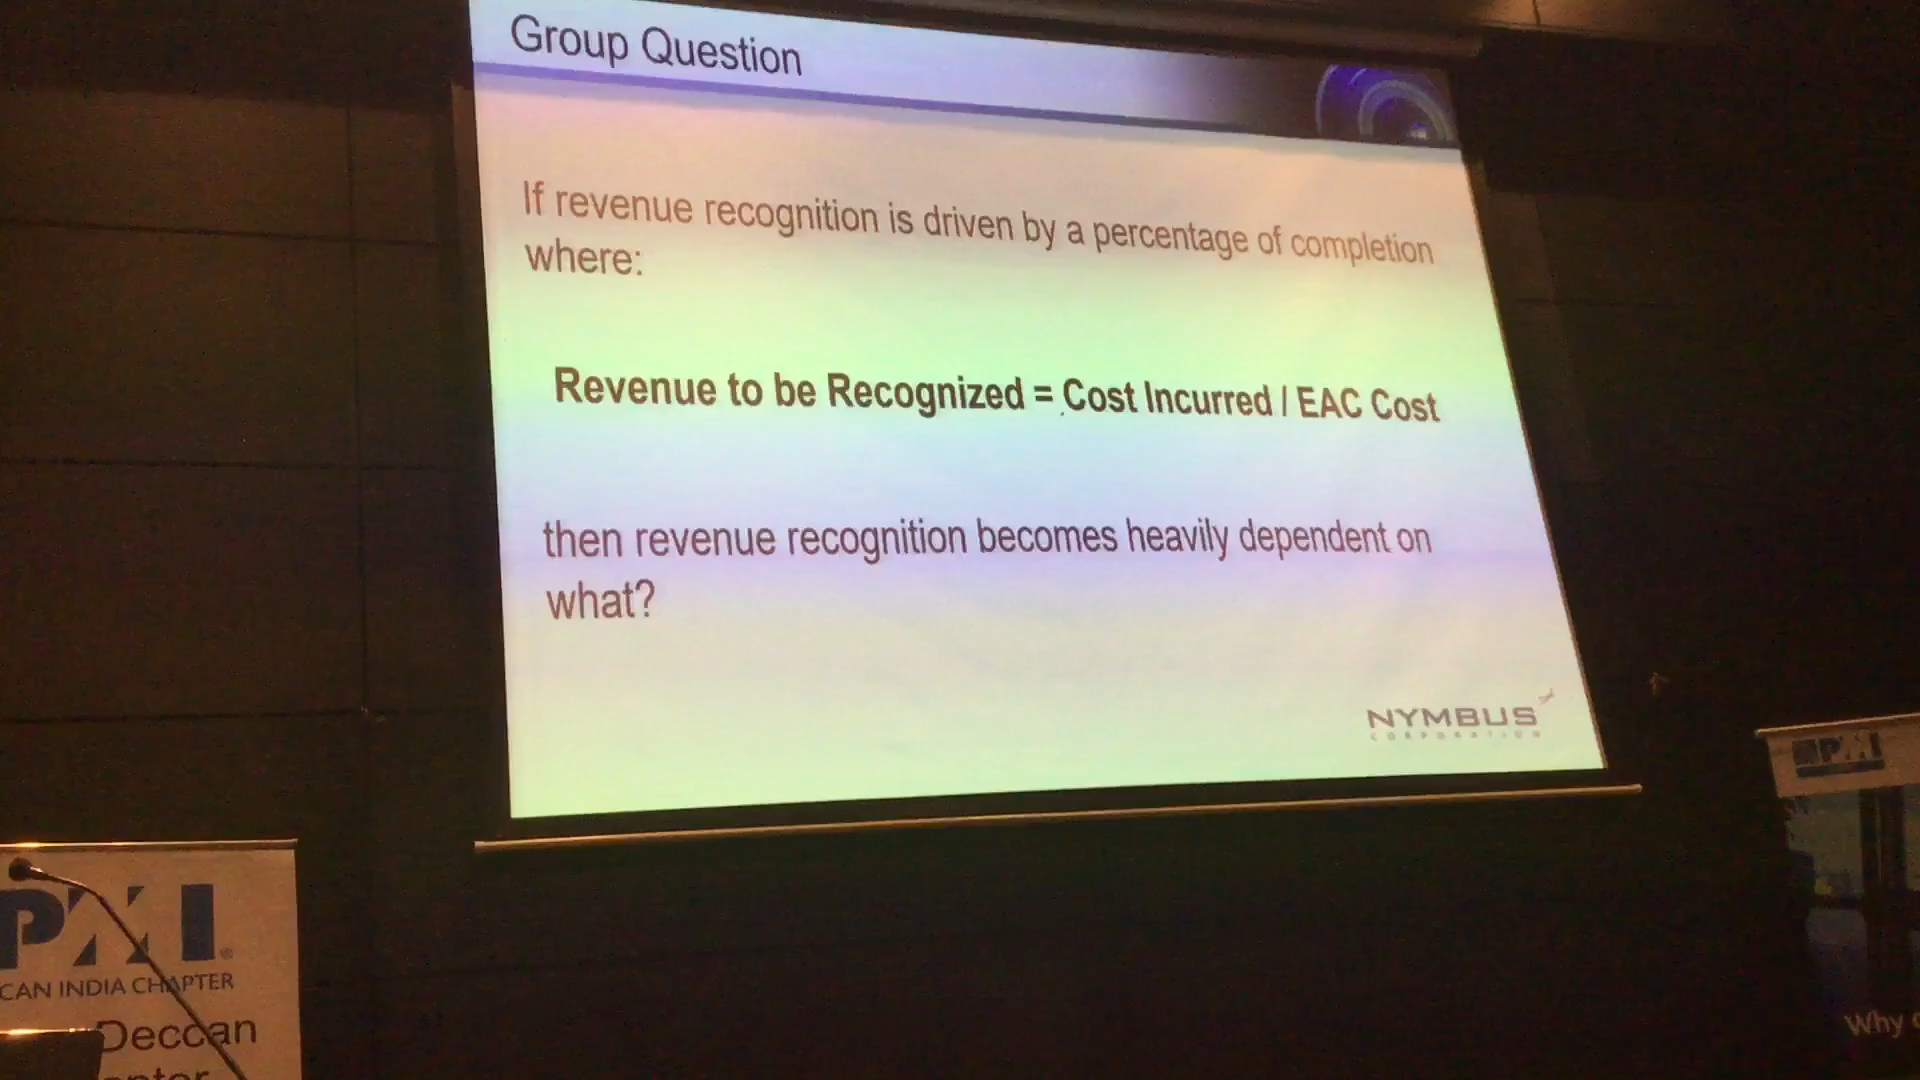 Group Question
If revenue recognition is driven by a percentage of completion
where:
Revenue to be Recognized = Cost Incurred / EAC Cost
then revenue recognition becomes heavily dependent on
what?
NYMBUS
CORPORATION
PMI
PMI
CAN INDIA CHAPTER
Deccan
Why